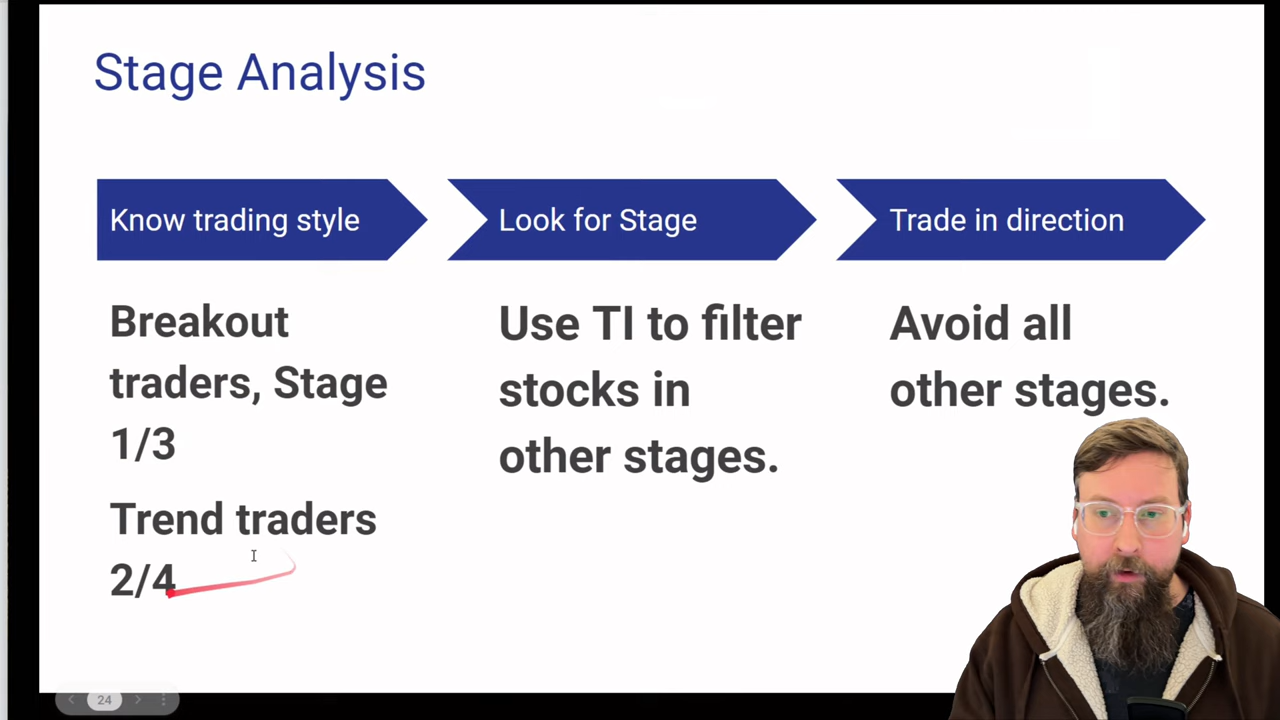 Stage Analysis
Know trading style
Look for Stage
Trade in direction
Breakout
traders, Stage
1/3
Trend traders
2/4
Use TI to filter
stocks in
other stages.
Avoid all
other stages.
24